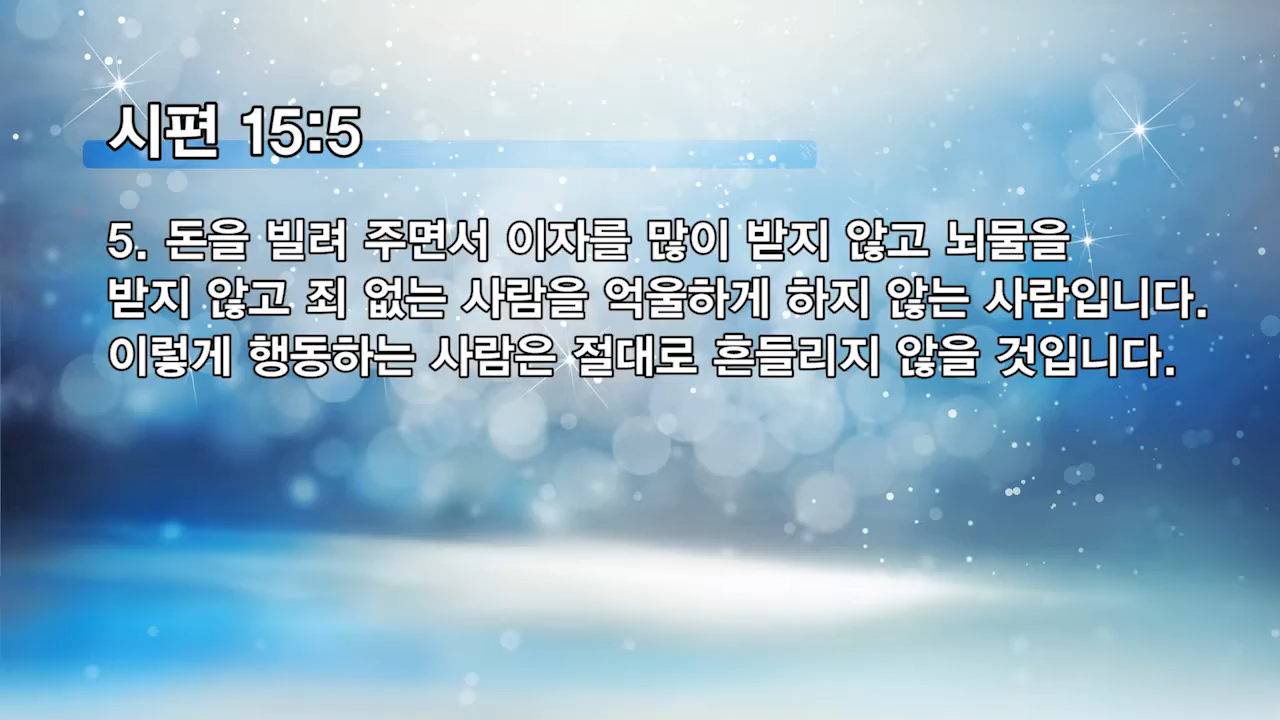 시편 15:5
5. 돈을 빌려 주면서 이자를 많이 받지 않고 뇌물을
받지 않고 죄 없는 사람을 억울하게 하지 않는 사람입니다.
이렇게 행동하는 사람은 절대로 흔들리지 않을 것입니다.